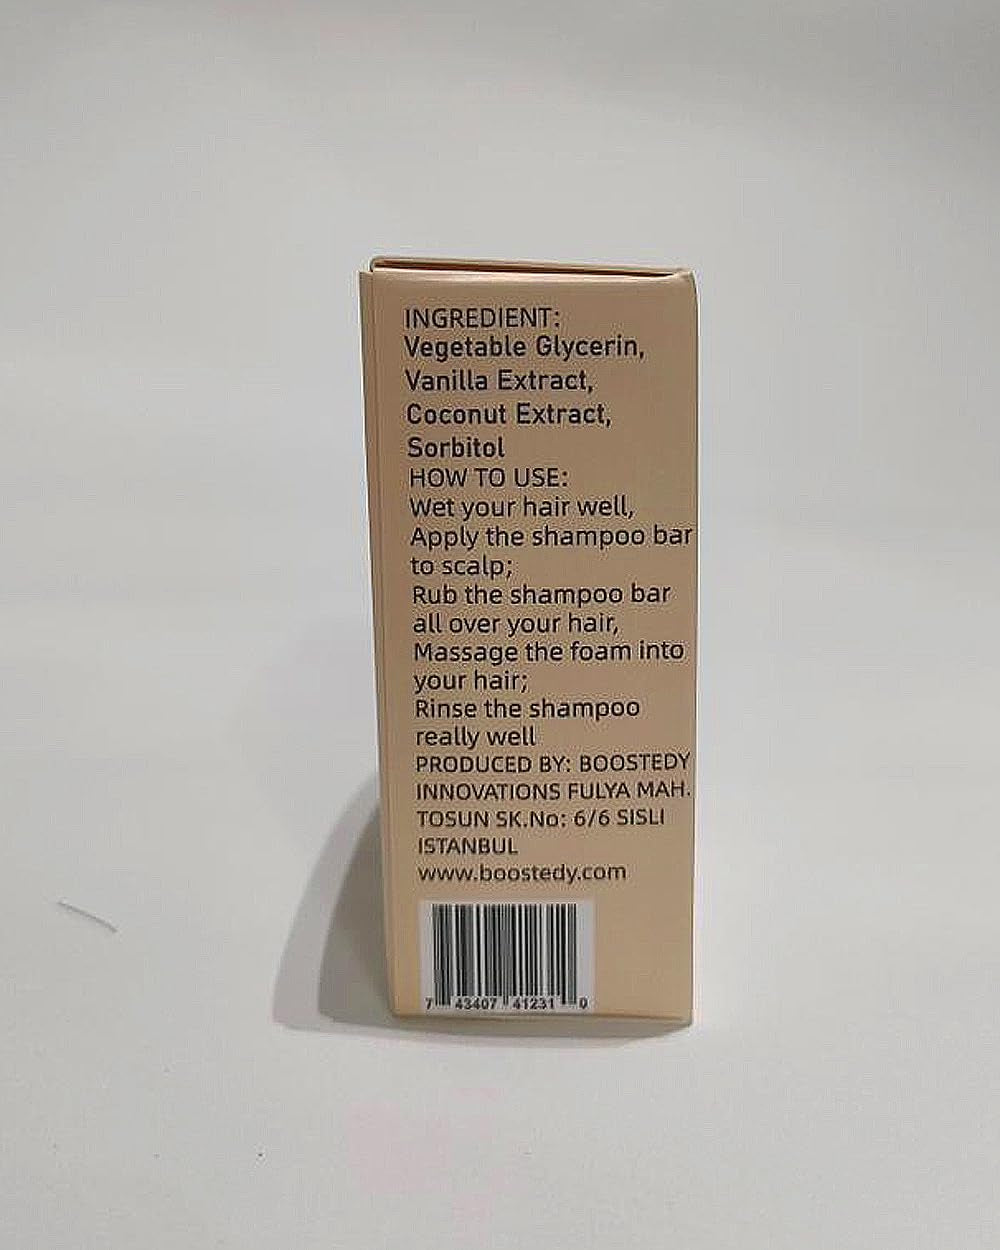 INGREDIENT:
Vegetable Glycerin,
Vanilla Extract,
Coconut Extract,
Sorbitol
HOW TO USE:
Wet your hair well,
Apply the shampoo bar
to scalp;
Rub the shampoo bar
all over your hair,
Massage the foam into
your hair;
Rinse the shampoo
really well
PRODUCED BY: BOOSTEDY
INNOVATIONS FULYA MAH.
TOSUN SK.No: 6/6 SISLI
ISTANBUL
www.boostedy.com
7 43407 41231 0